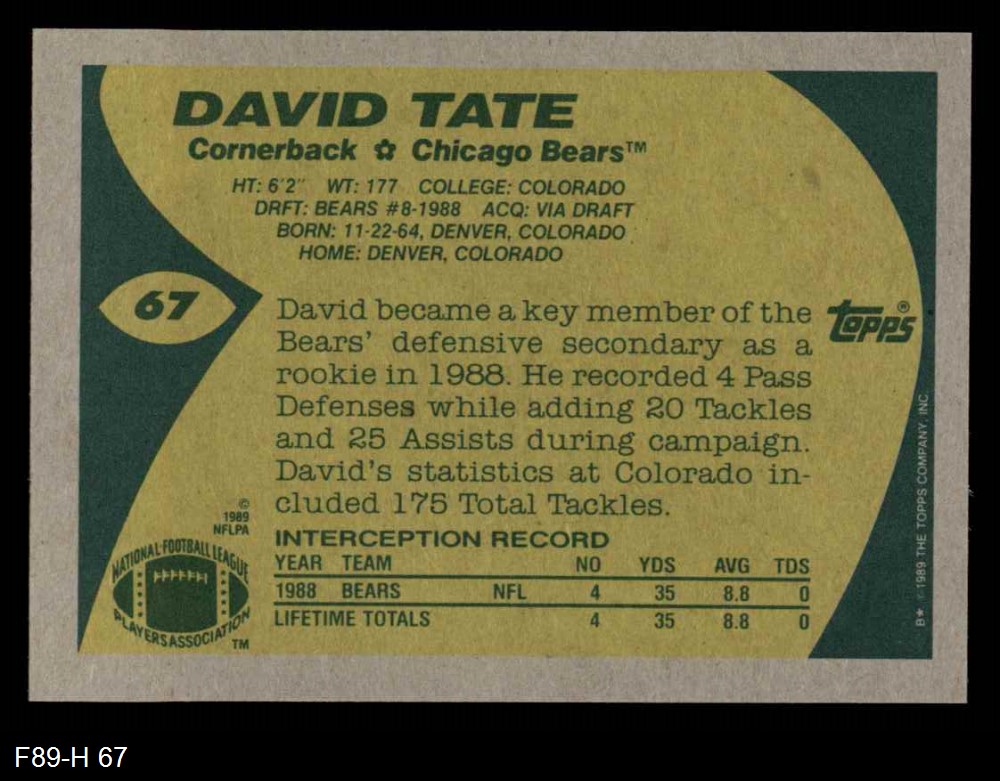 DAVID TATE
Cornerback Chicago Bears™
HT: 6'2" WT: 177 COLLEGE: COLORADO
DRFT: BEARS #8-1988 ACQ: VIA DRAFT
BORN: 11-22-64, DENVER, COLORADO
HOME: DENVER, COLORADO
67
David became a key member of the
Bears' defensive secondary as a
rookie in 1988. He recorded 4 Pass
Defenses while adding 20 Tackles
and 25 Assists during campaign.
David's statistics at Colorado in-
cluded 175 Total Tackles.
topps®
INTERCEPTION RECORD
YEAR TEAM NO YDS AVG TDS
1988 BEARS NFL 4 35 8.8 0
LIFETIME TOTALS 4 35 8.8 0
©
1989
NFLPA
NATIONAL FOOTBALL LEAGUE
PLAYERS ASSOCIATION
™
B* ©1989 THE TOPPS COMPANY, INC.
F89-H 67